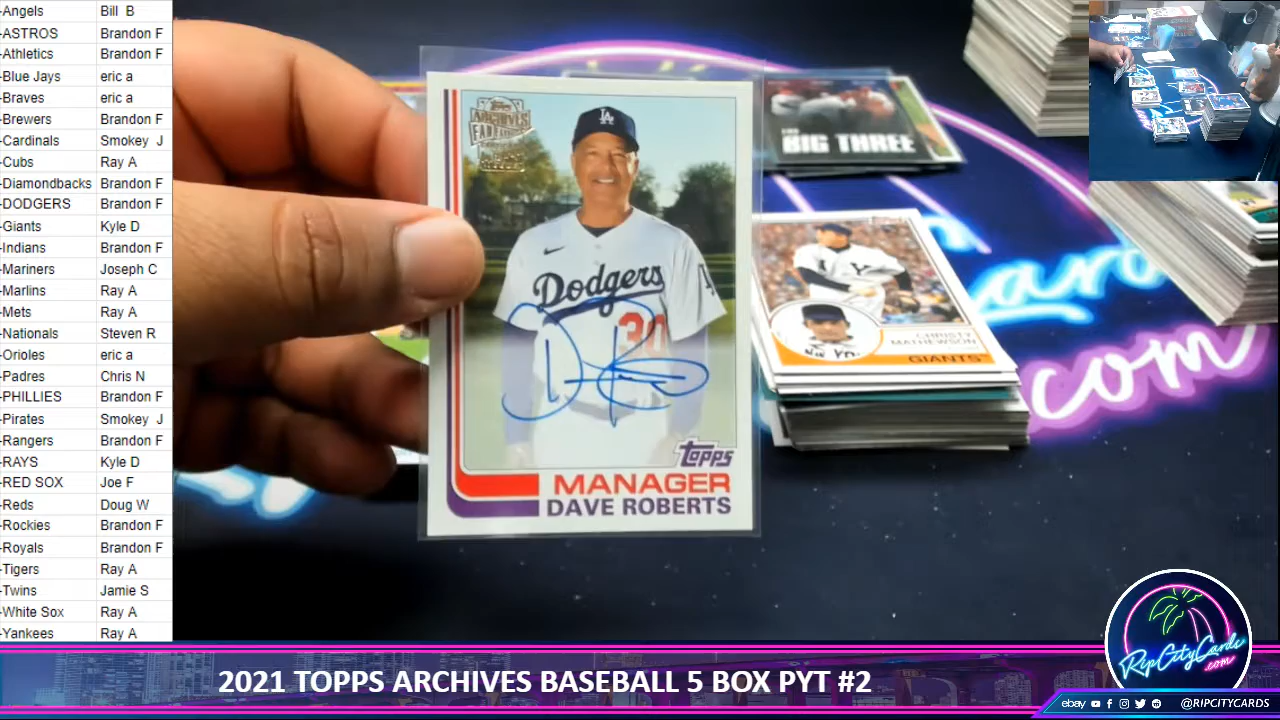 -Angels Bill B
-ASTROS Brandon F
-Athletics Brandon F
-Blue Jays eric a
-Braves eric a
-Brewers Brandon F
-Cardinals Smokey J
-Cubs Ray A
-Diamondbacks Brandon F
-DODGERS Brandon F
-Giants Kyle D
-Indians Brandon F
-Mariners Joseph C
-Marlins Ray A
-Mets Ray A
-Nationals Steven R
-Orioles eric a
-Padres Chris N
-PHILLIES Brandon F
-Pirates Smokey J
-Rangers Brandon F
-RAYS Kyle D
-RED SOX Joe F
-Reds Doug W
-Rockies Brandon F
-Royals Brandon F
-Tigers Ray A
-Twins Jamie S
-White Sox Ray A
-Yankees Ray A
TOPPS
ARCHIVES
LA
Dodgers
30
TOPPS
MANAGER
DAVE ROBERTS
BIG THREE
CHRISTY
MATHEWSON
GIANTS
Cards
.com
RipCityCards
.com
2021 TOPPS ARCHIVES BASEBALL 5 BOX PYT #2
ebay @RIPCITYCARDS